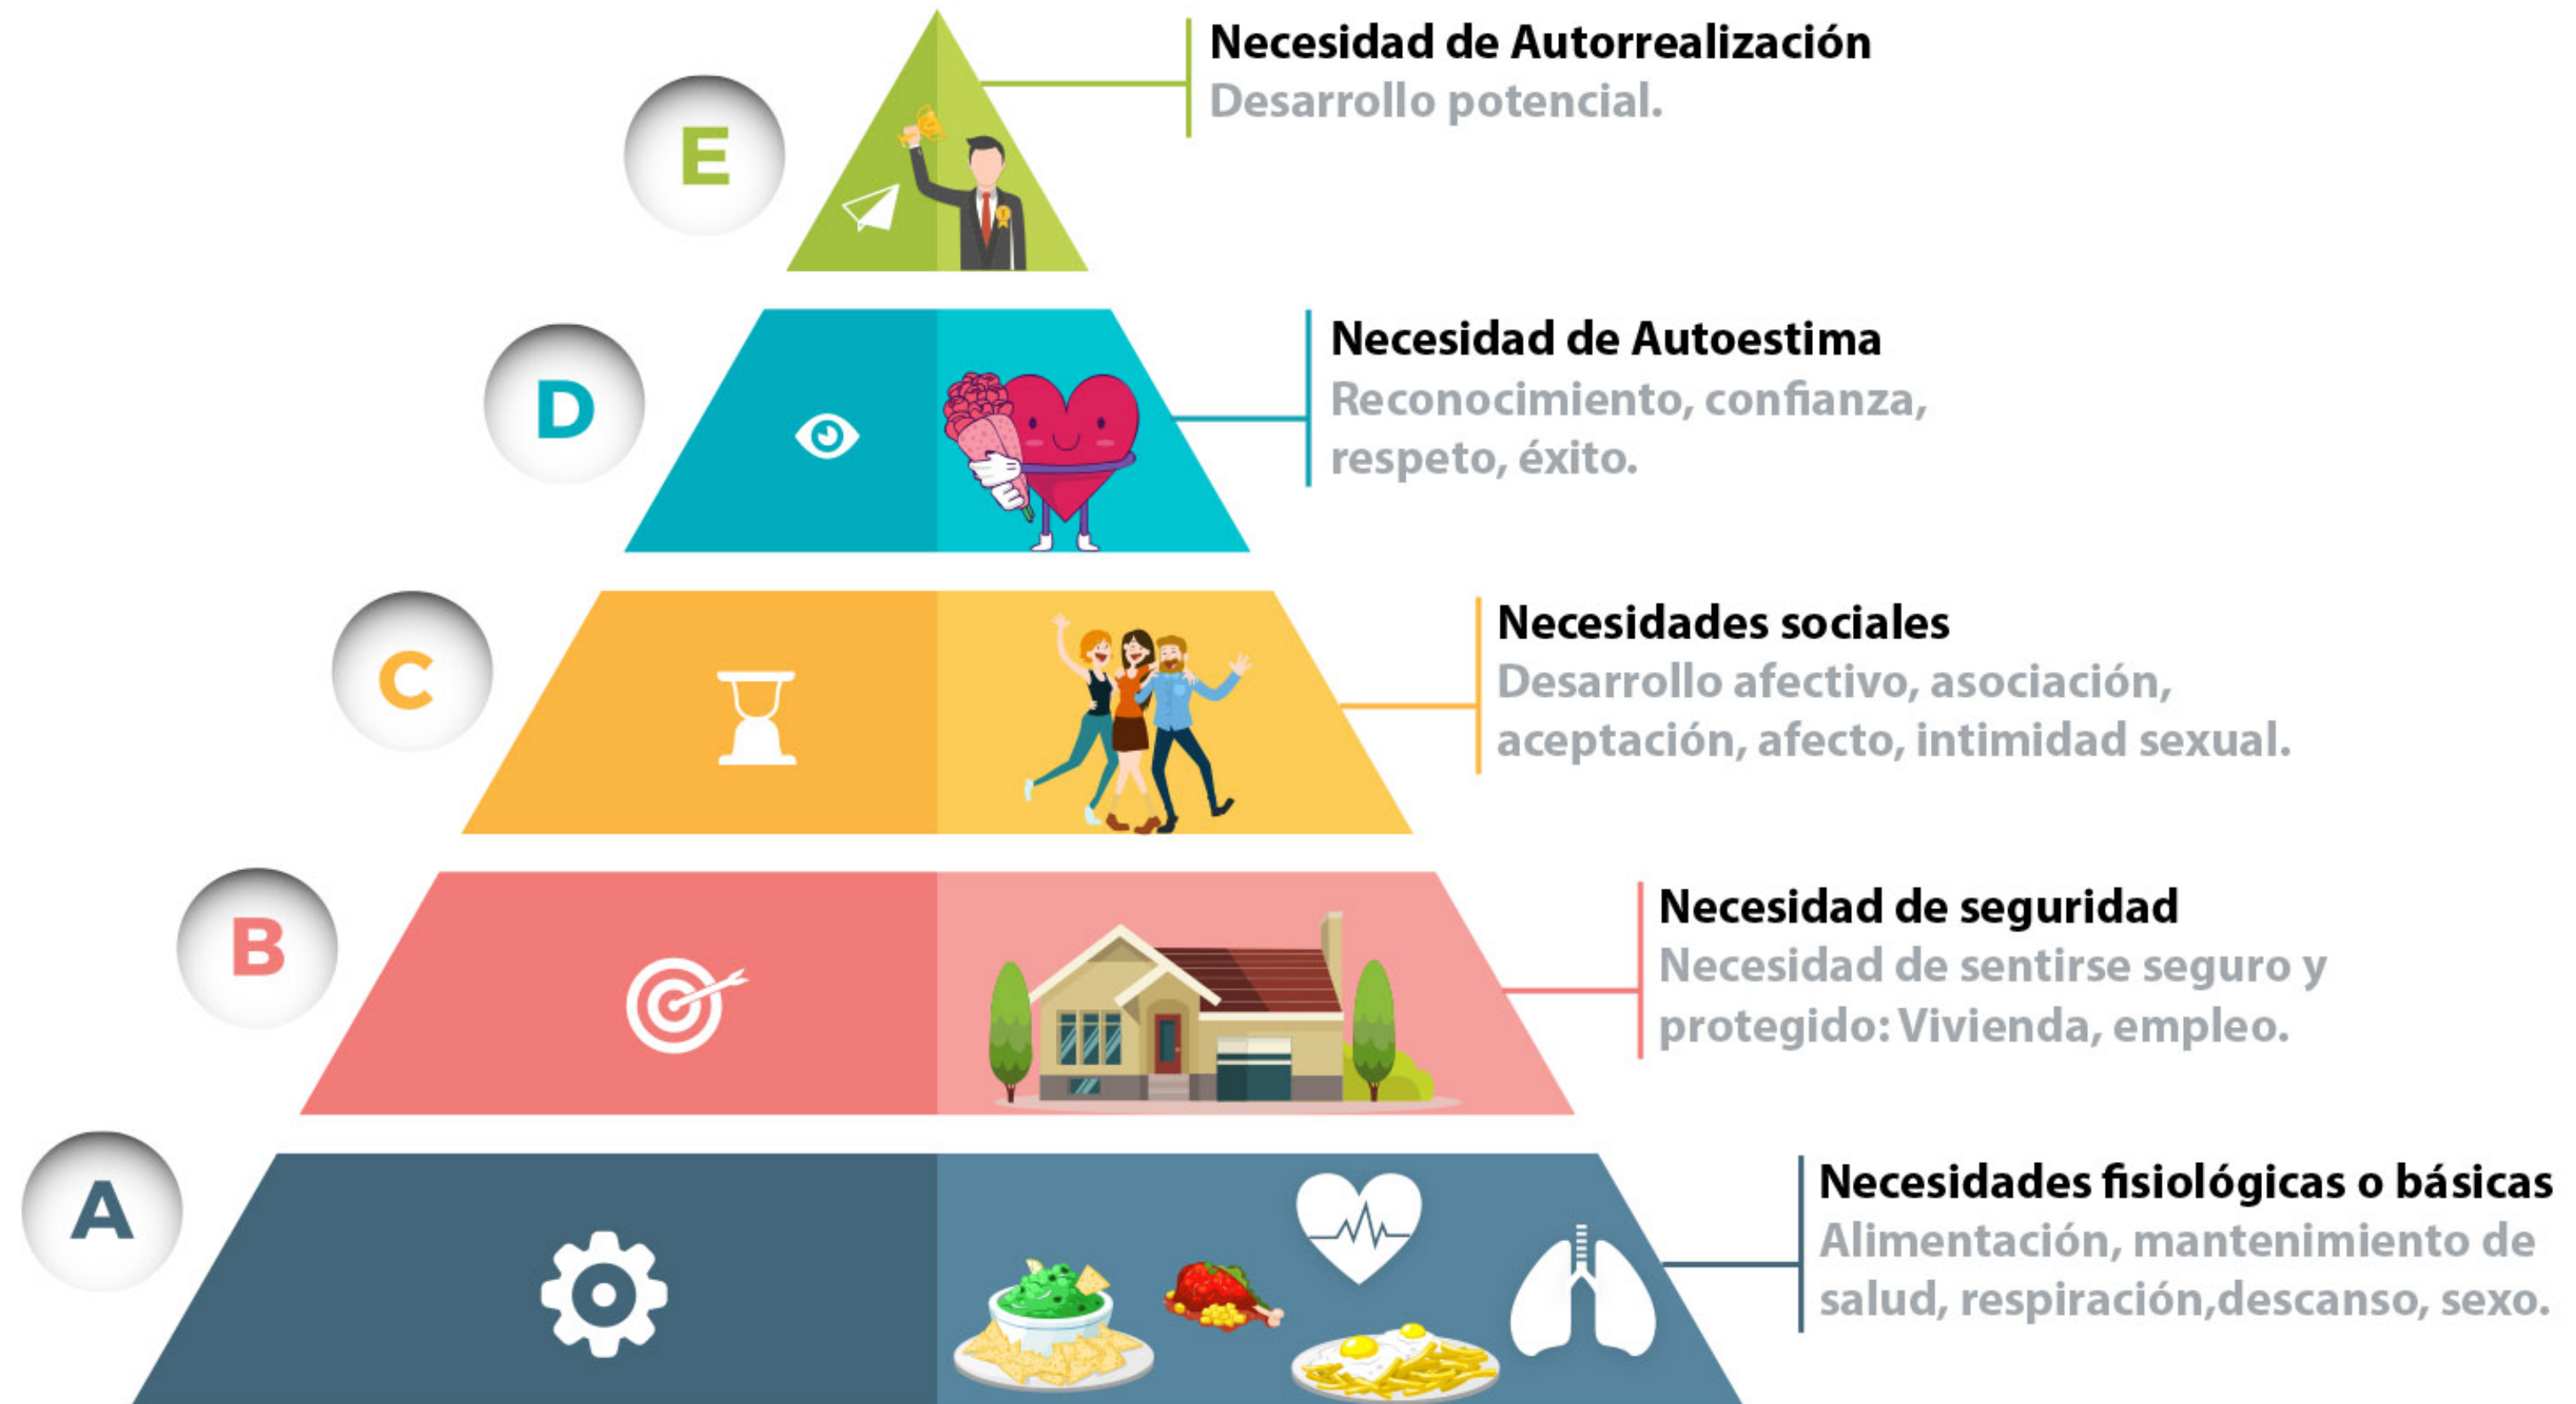 E
Necesidad de Autorrealización
Desarrollo potencial.
D
Necesidad de Autoestima
Reconocimiento, confianza,
respeto, éxito.
C
Necesidades sociales
Desarrollo afectivo, asociación,
aceptación, afecto, intimidad sexual.
B
Necesidad de seguridad
Necesidad de sentirse seguro y
protegido: Vivienda, empleo.
A
Necesidades fisiológicas o básicas
Alimentación, mantenimiento de
salud, respiración,descanso, sexo.